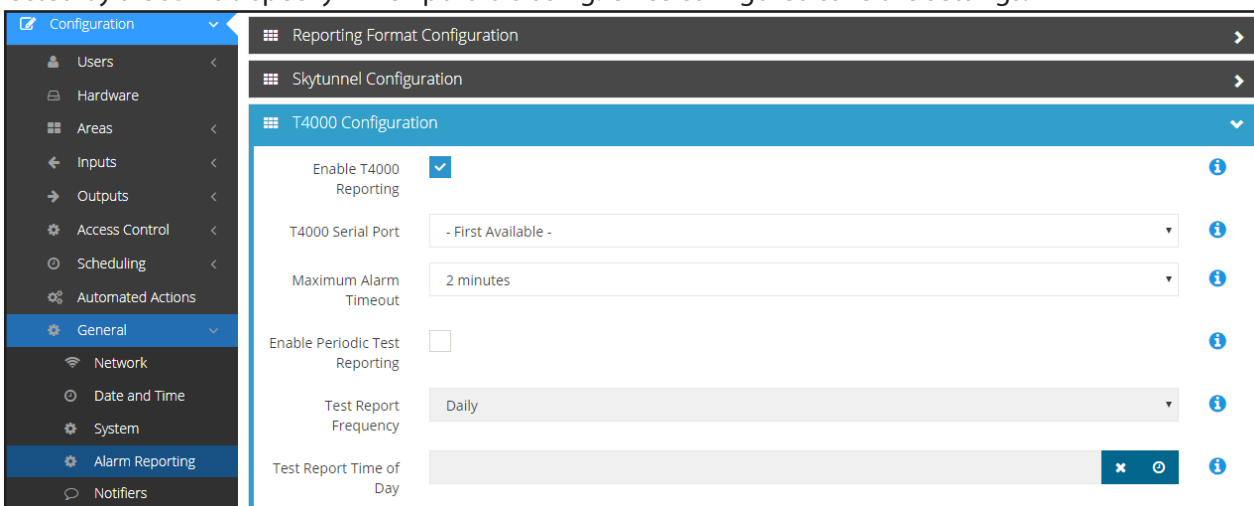 Configuration
Users
Hardware
Areas
Inputs
Outputs
Access Control
Scheduling
Automated Actions
General
Network
Date and Time
System
Alarm Reporting
Notifiers
Reporting Format Configuration
Skytunnel Configuration
T4000 Configuration
Enable T4000
Reporting
T4000 Serial Port
- First Available -
Maximum Alarm
Timeout
2 minutes
Enable Periodic Test
Reporting
Test Report
Frequency
Daily
Test Report Time of
Day